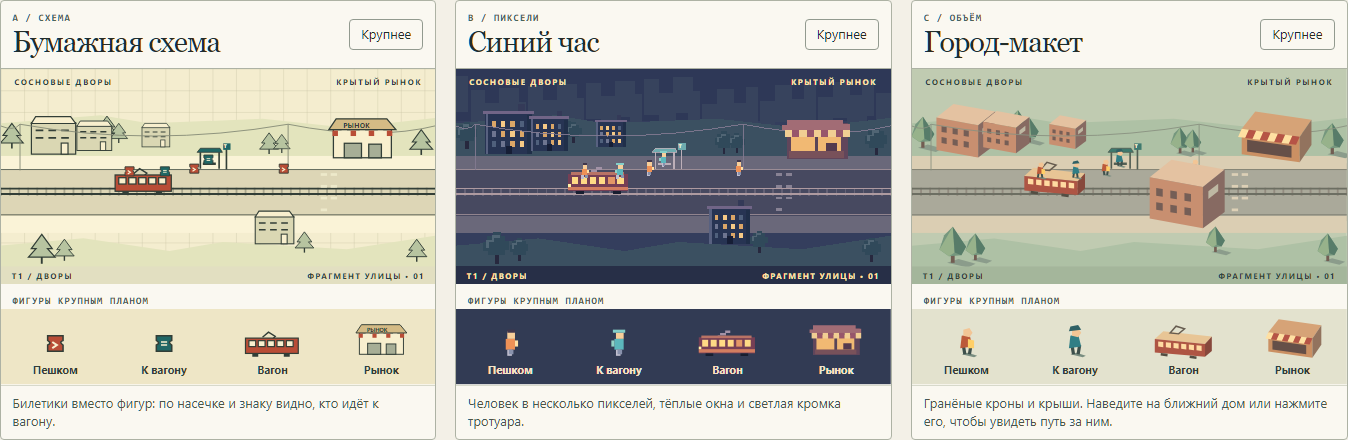 A / СХЕМА
Бумажная схема
Крупнее
СОСНОВЫЕ ДВОРЫ
КРЫТЫЙ РЫНОК
РЫНОК
T1 / ДВОРЫ
ФРАГМЕНТ УЛИЦЫ • 01
ФИГУРЫ КРУПНЫМ ПЛАНОМ
РЫНОК
Пешком
К вагону
Вагон
Рынок
Билетики вместо фигур: по насечке и знаку видно, кто идёт к
вагону.
B / ПИКСЕЛИ
Синий час
Крупнее
СОСНОВЫЕ ДВОРЫ
КРЫТЫЙ РЫНОК
T1 / ДВОРЫ
ФРАГМЕНТ УЛИЦЫ • 01
ФИГУРЫ КРУПНЫМ ПЛАНОМ
Пешком
К вагону
Вагон
Рынок
Человек в несколько пикселей, тёплые окна и светлая кромка
тротуара.
C / ОБЪЁМ
Город-макет
Крупнее
СОСНОВЫЕ ДВОРЫ
КРЫТЫЙ РЫНОК
T1 / ДВОРЫ
ФРАГМЕНТ УЛИЦЫ • 01
ФИГУРЫ КРУПНЫМ ПЛАНОМ
Пешком
К вагону
Вагон
Рынок
Гранёные кроны и крыши. Наведите на ближний дом или нажмите
его, чтобы увидеть путь за ним.